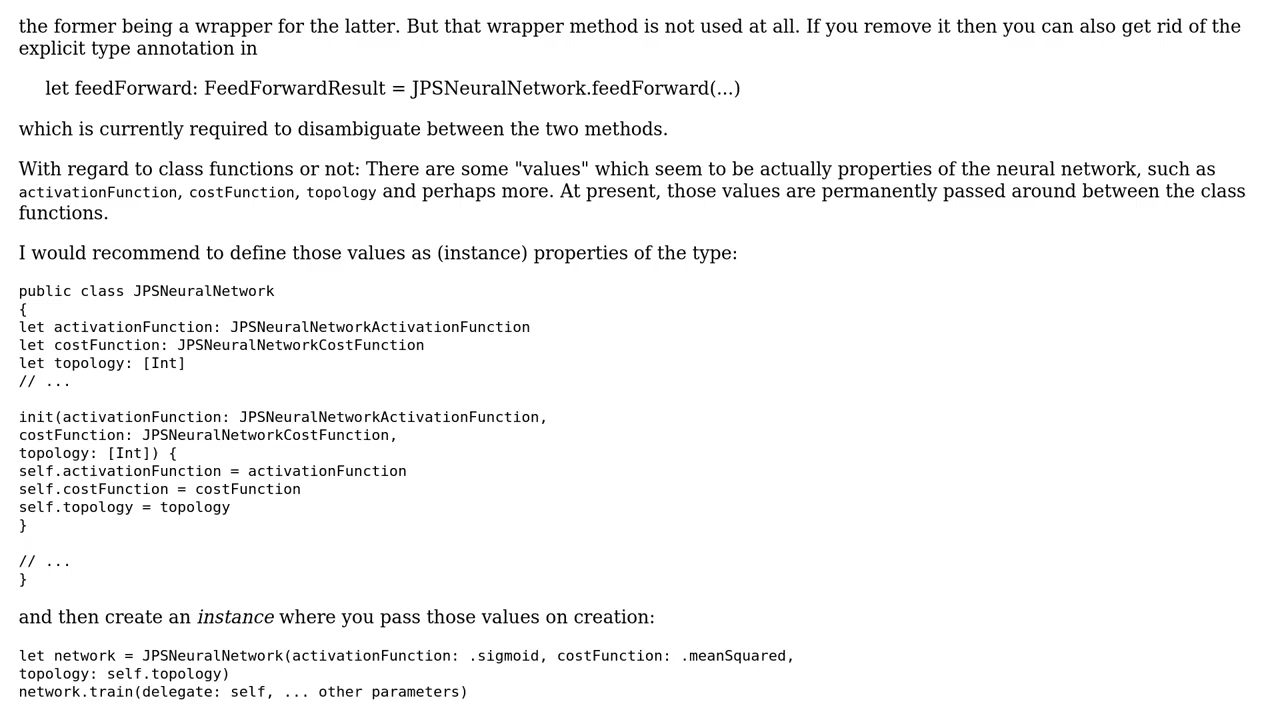 the former being a wrapper for the latter. But that wrapper method is not used at all. If you remove it then you can also get rid of the
explicit type annotation in
let feedForward: FeedForwardResult = JPSNeuralNetwork.feedForward(...)
which is currently required to disambiguate between the two methods.
With regard to class functions or not: There are some "values" which seem to be actually properties of the neural network, such as
activationFunction, costFunction, topology and perhaps more. At present, those values are permanently passed around between the class
functions.
I would recommend to define those values as (instance) properties of the type:
public class JPSNeuralNetwork
{
let activationFunction: JPSNeuralNetworkActivationFunction
let costFunction: JPSNeuralNetworkCostFunction
let topology: [Int]
// ...
init(activationFunction: JPSNeuralNetworkActivationFunction,
costFunction: JPSNeuralNetworkCostFunction,
topology: [Int]) {
self.activationFunction = activationFunction
self.costFunction = costFunction
self.topology = topology
}
// ...
}
and then create an instance where you pass those values on creation:
let network = JPSNeuralNetwork(activationFunction: .sigmoid, costFunction: .meanSquared,
topology: self.topology)
network.train(delegate: self, ... other parameters)